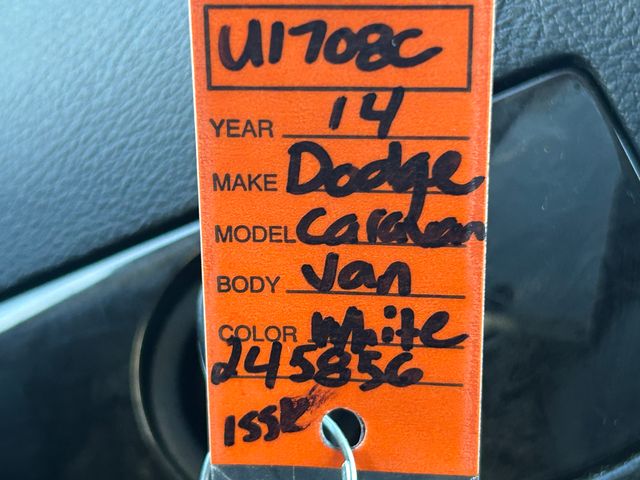 U1708C
YEAR 14
MAKE Dodge
MODEL Caravan
BODY Van
COLOR White
245856
155K